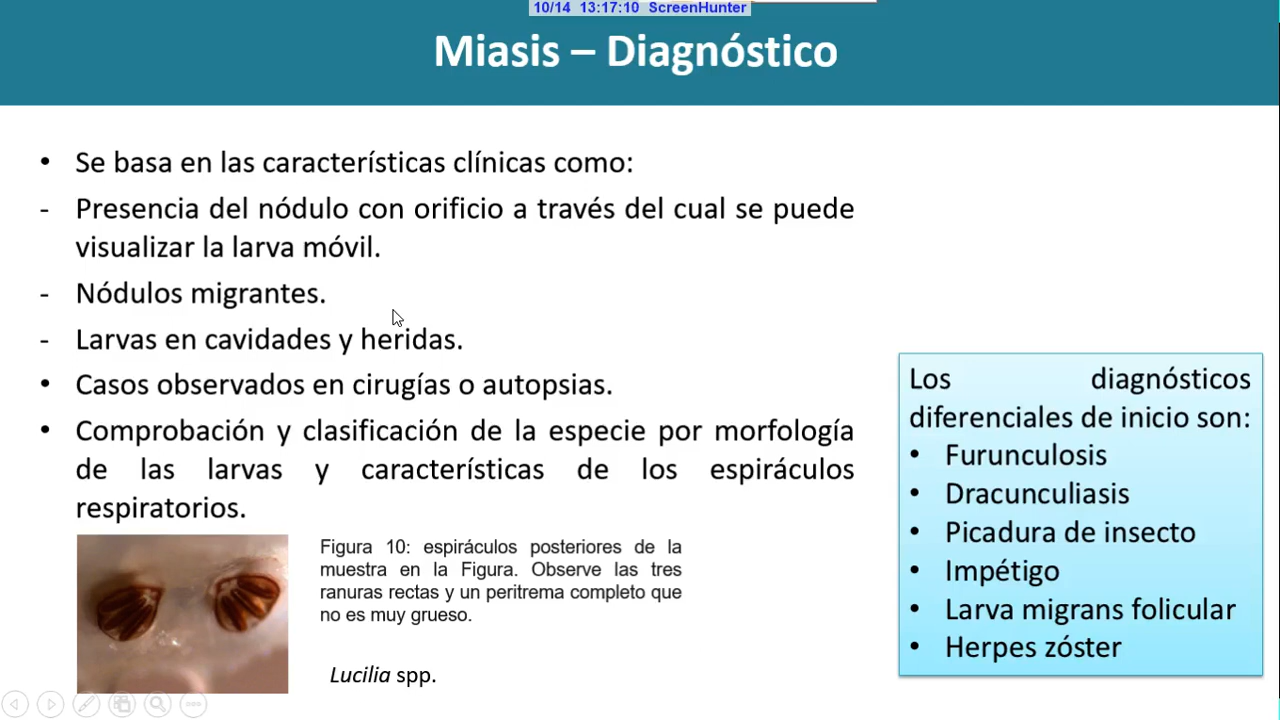 10/14 13:17:10 ScreenHunter
Miasis – Diagnóstico
• Se basa en las características clínicas como:
- Presencia del nódulo con orificio a través del cual se puede
visualizar la larva móvil.
- Nódulos migrantes.
- Larvas en cavidades y heridas.
• Casos observados en cirugías o autopsias.
• Comprobación y clasificación de la especie por morfología
de las larvas y características de los espiráculos
respiratorios.
Figura 10: espiráculos posteriores de la
muestra en la Figura. Observe las tres
ranuras rectas y un peritrema completo que
no es muy grueso.
Lucilia spp.
Los diagnósticos
diferenciales de inicio son:
• Furunculosis
• Dracunculiasis
• Picadura de insecto
• Impétigo
• Larva migrans folicular
• Herpes zóster